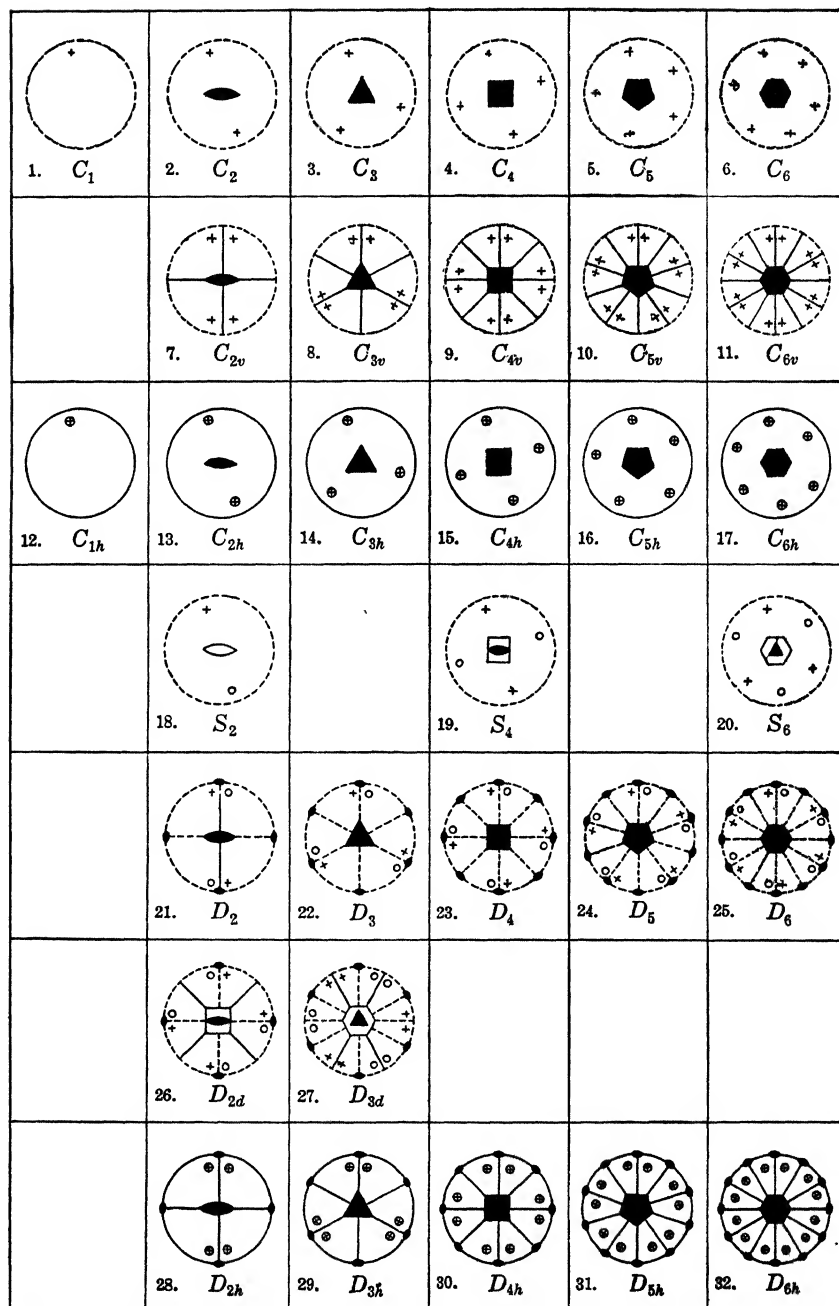 1. C₁
2. C₂
3. C₃
4. C₄
5. C₅
6. C₆
7. C₂ᵥ
8. C₃ᵥ
9. C₄ᵥ
10. C₅ᵥ
11. C₆ᵥ
12. C₁ₕ
13. C₂ₕ
14. C₃ₕ
15. C₄ₕ
16. C₅ₕ
17. C₆ₕ
18. S₂
19. S₄
20. S₆
21. D₂
22. D₃
23. D₄
24. D₅
25. D₆
26. D₂d
27. D₃d
28. D₂ₕ
29. D₃ₕ
30. D₄ₕ
31. D₅ₕ
32. D₆ₕ